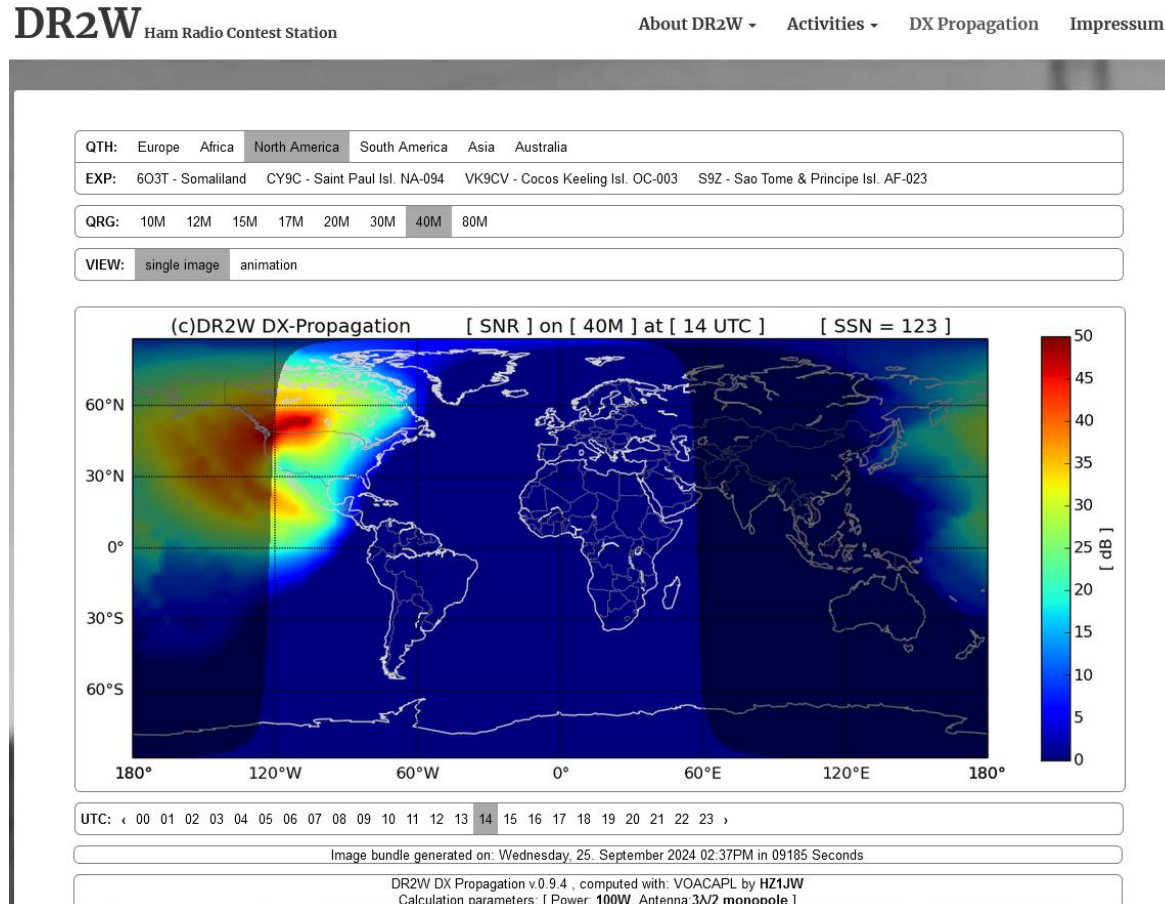 DR2W Ham Radio Contest Station
About DR2W Activities DX Propagation Impressum
QTH: Europe Africa North America South America Asia Australia
EXP: 6O3T - Somaliland CY9C - Saint Paul Isl. NA-094 VK9CV - Cocos Keeling Isl. OC-003 S9Z - Sao Tome & Principe Isl. AF-023
QRG: 10M 12M 15M 17M 20M 30M 40M 80M
VIEW: single image animation
(c)DR2W DX-Propagation [ SNR ] on [ 40M ] at [ 14 UTC ] [ SSN = 123 ]
60°N
30°N
0°
30°S
60°S
180° 120°W 60°W 0° 60°E 120°E 180°
50
45
40
35
30
25
20
15
10
5
0
[ dB ]
UTC: ‹ 00 01 02 03 04 05 06 07 08 09 10 11 12 13 14 15 16 17 18 19 20 21 22 23 ›
Image bundle generated on: Wednesday, 25. September 2024 02:37PM in 09185 Seconds
DR2W DX Propagation v.0.9.4 , computed with: VOACAPL by HZ1JW
Calculation parameters: [ Power: 100W, Antenna:3λ/2 monopole ]